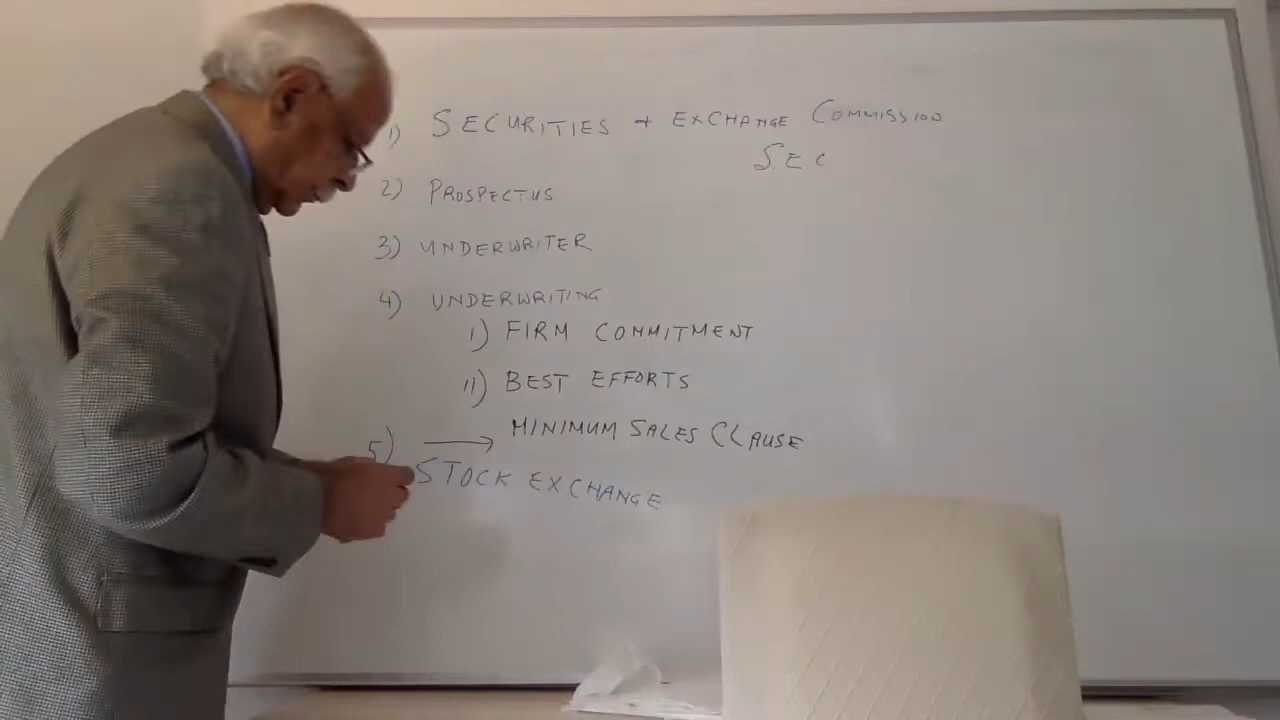 1) SECURITIES + EXCHANGE COMMISSION
SEC
2) PROSPECTUS
3) UNDERWRITER
4) UNDERWRITING
I) FIRM COMMITMENT
II) BEST EFFORTS
5) → MINIMUM SALES CLAUSE
STOCK EXCHANGE